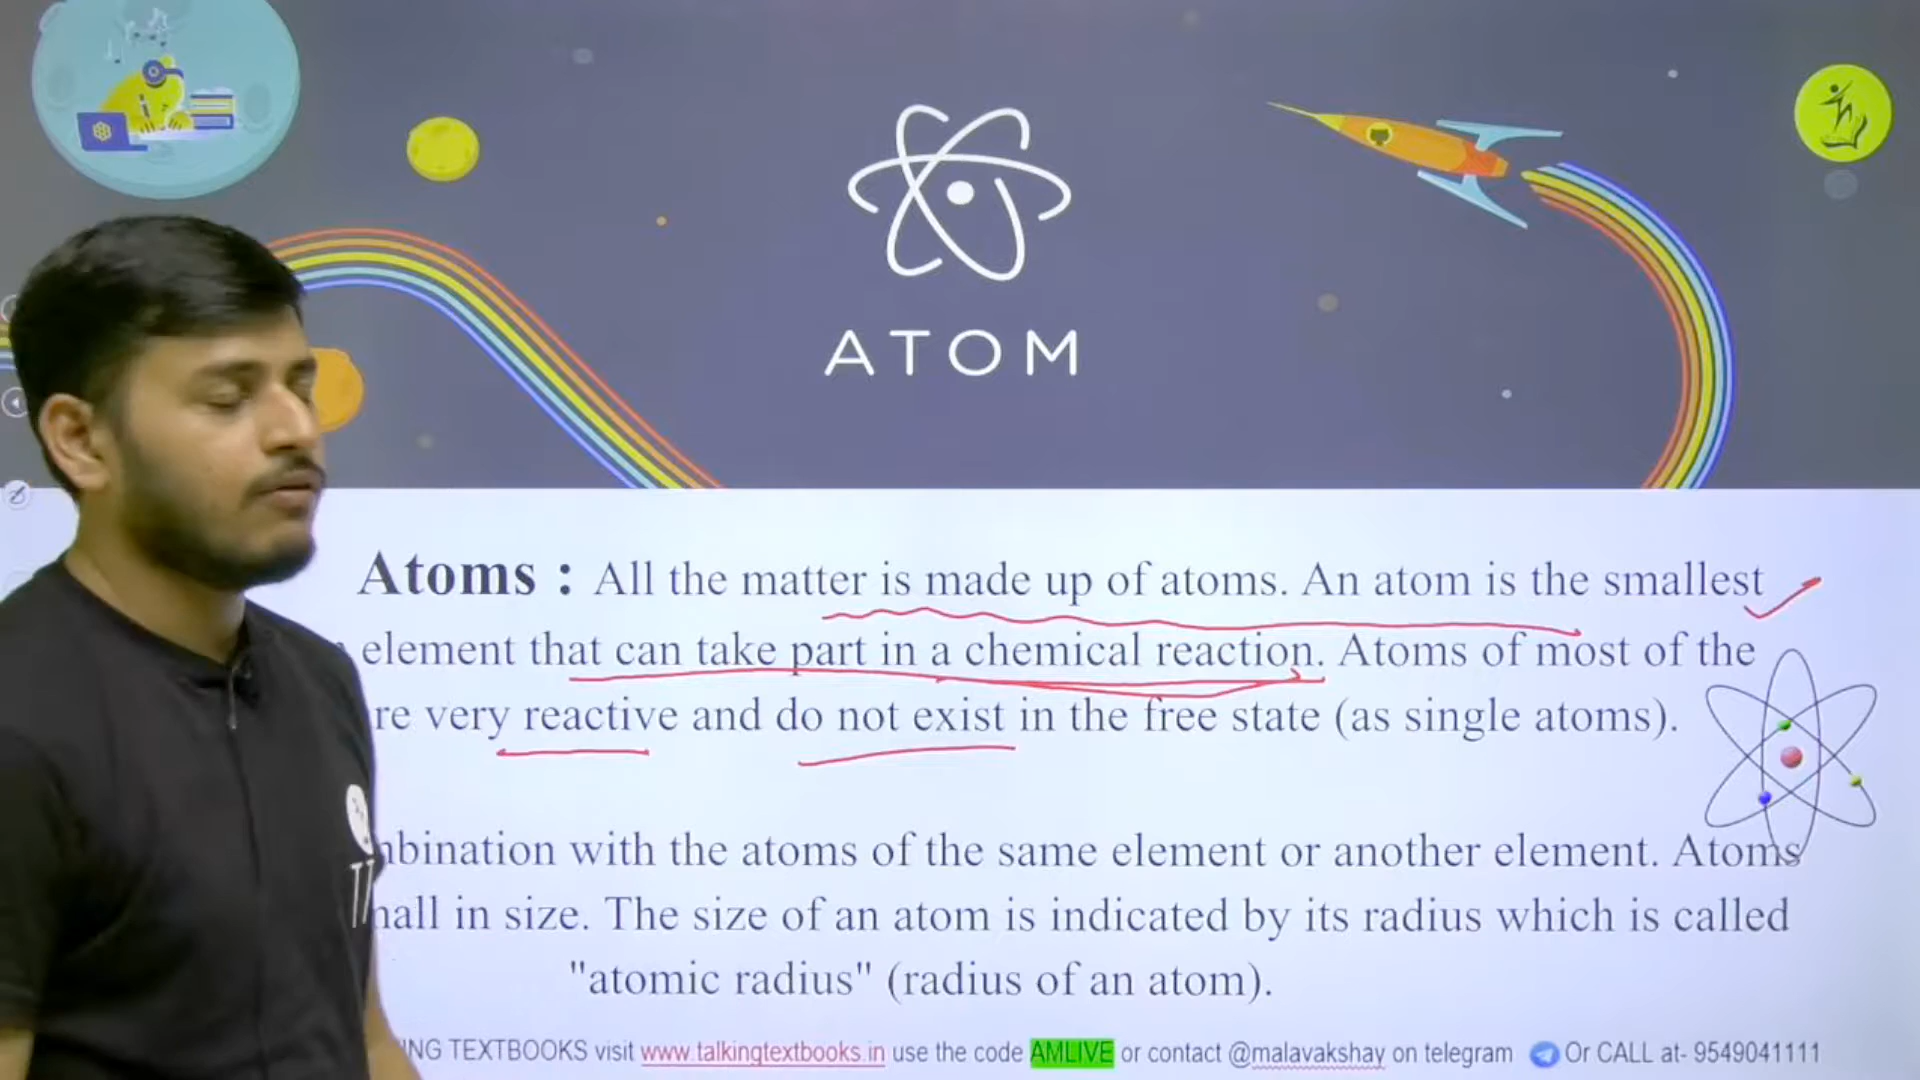 ATOM
Atoms : All the matter is made up of atoms. An atom is the smallest
element that can take part in a chemical reaction. Atoms of most of the
re very reactive and do not exist in the free state (as single atoms).
mbination with the atoms of the same element or another element. Atoms
mall in size. The size of an atom is indicated by its radius which is called
"atomic radius" (radius of an atom).
NG TEXTBOOKS visit www.talkingtextbooks.in use the code AMLIVE or contact @malavakshay on telegram Or CALL at- 9549041111